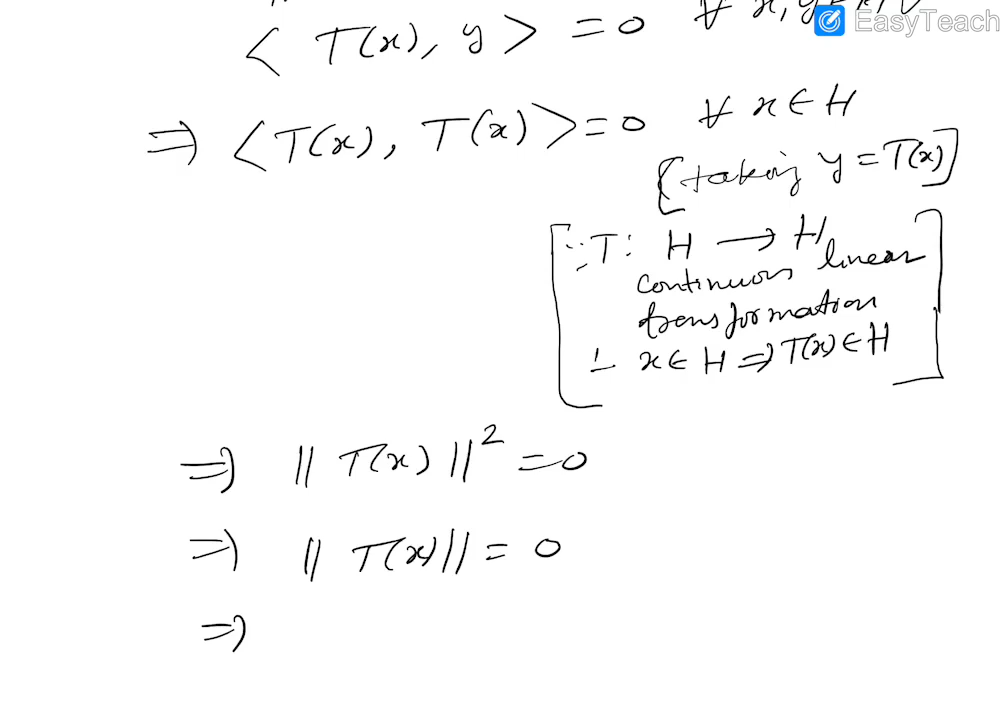 EasyTeach
< T(x), y > = 0 ∀ x, y
⇒ <T(x), T(x)> = 0 ∀ x ∈ H
[taking y = T(x)]
[∵ T: H → H
continuous linear
transformation
x ∈ H ⇒ T(x) ∈ H]
⇒ || T(x) ||² = 0
⇒ || T(x) || = 0
⇒